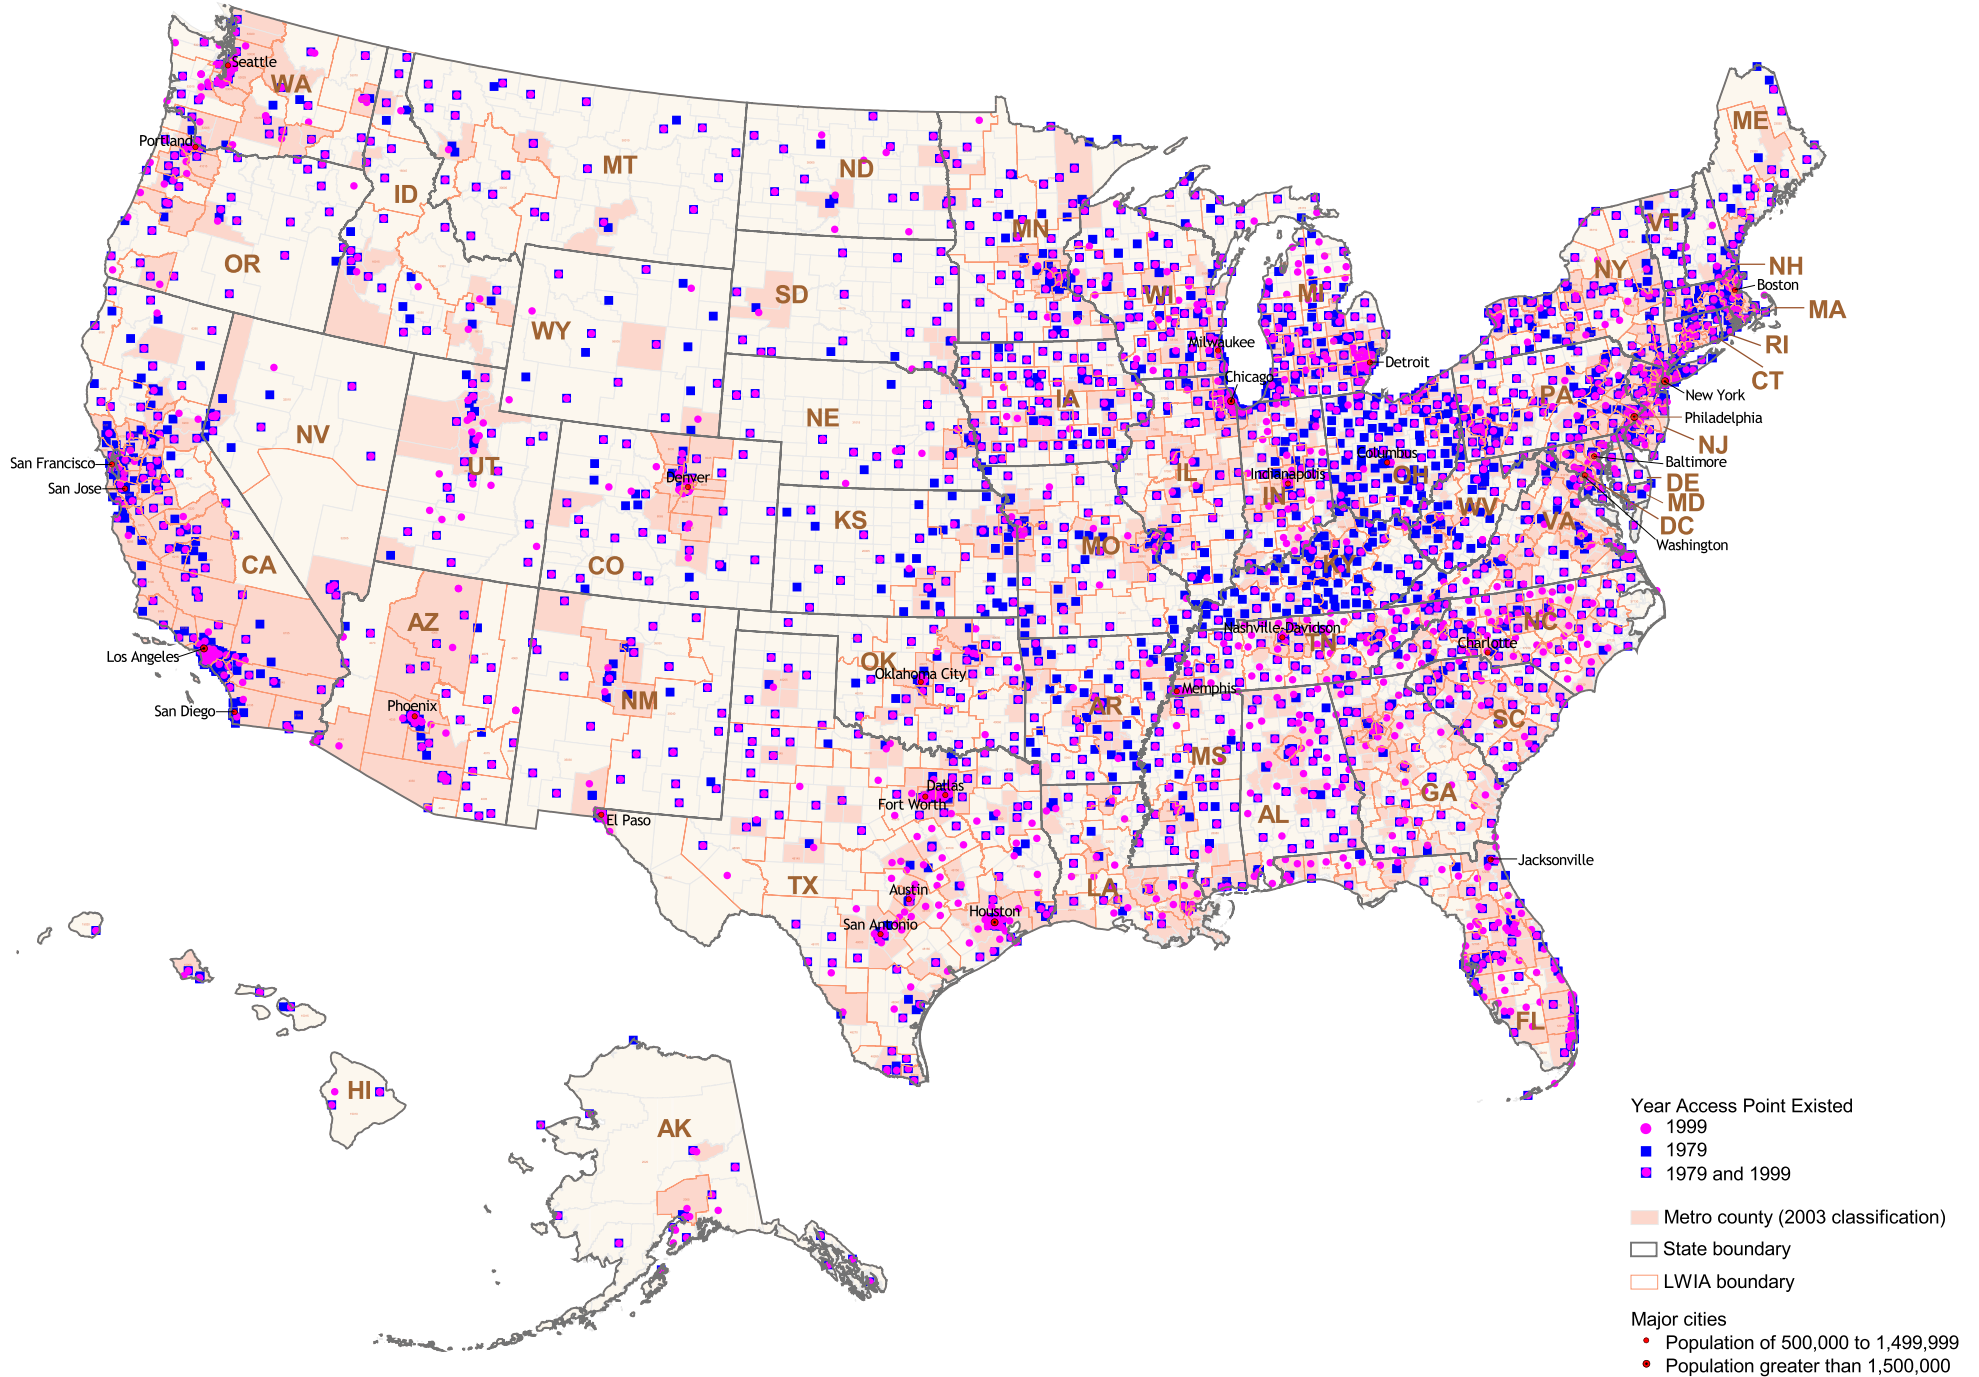 Seattle
WA
Portland
MT
ND
ME
ID
MN
VT
OR
SD
WI
MI
NY
NH
Boston
MA
WY
Milwaukee
RI
Detroit
Chicago
CT
NE
IA
PA
New York
NV
Philadelphia
NJ
San Francisco
UT
Denver
IL
Indianapolis
IN
Columbus
OH
Baltimore
San Jose
DE
MD
WV
KS
VA
DC
CA
CO
MO
KY
Washington
AZ
OK
Oklahoma City
Nashville-Davidson
TN
NC
Charlotte
Los Angeles
NM
Memphis
AR
San Diego
Phoenix
SC
MS
Dallas
Fort Worth
GA
AL
El Paso
Jacksonville
TX
Austin
LA
Houston
San Antonio
FL
HI
AK
Year Access Point Existed
1999
1979
1979 and 1999
Metro county (2003 classification)
State boundary
LWIA boundary
Major cities
Population of 500,000 to 1,499,999
Population greater than 1,500,000